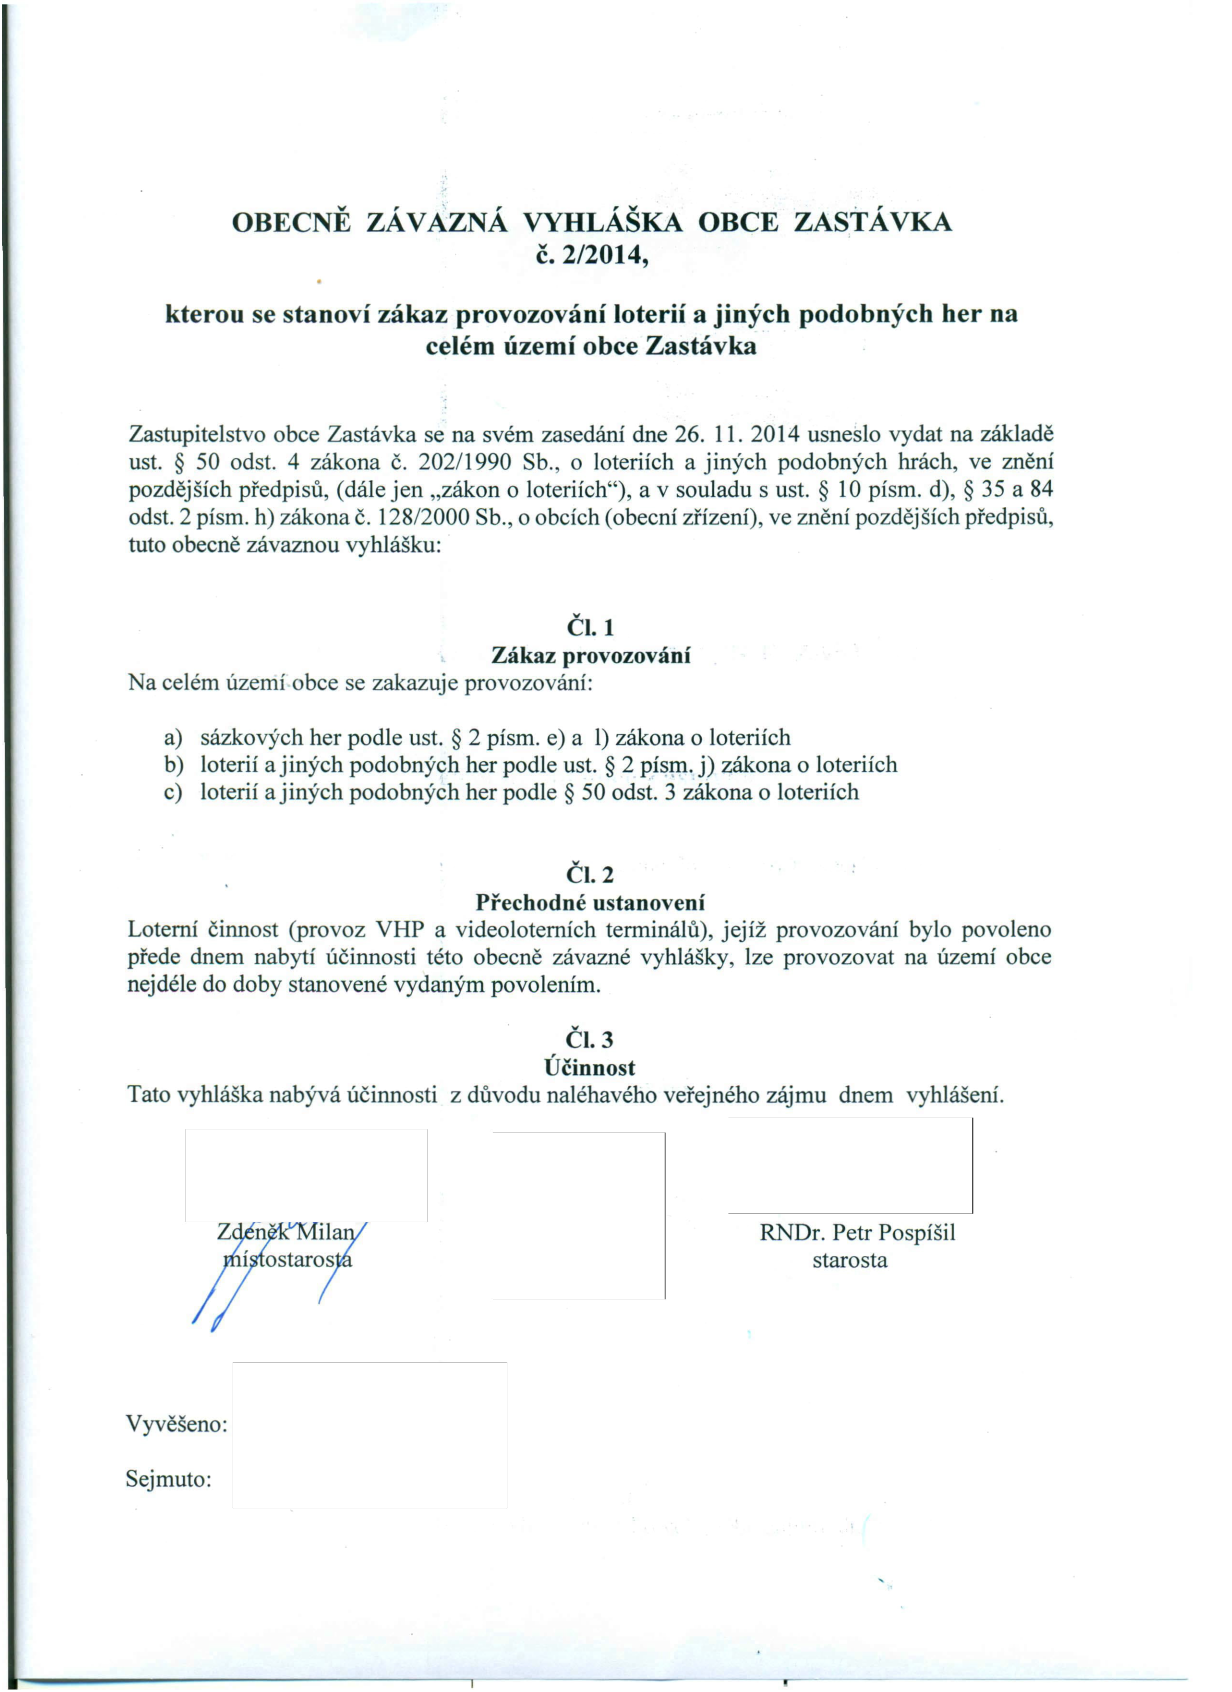 OBECNĚ ZÁVAZNÁ VYHLÁŠKA OBCE ZASTÁVKA
č. 2/2014,
kterou se stanoví zákaz provozování loterií a jiných podobných her na
celém území obce Zastávka
Zastupitelstvo obce Zastávka se na svém zasedání dne 26. 11. 2014 usneslo vydat na základě
ust. § 50 odst. 4 zákona č. 202/1990 Sb., o loteriích a jiných podobných hrách, ve znění
pozdějších předpisů, (dále jen „zákon o loteriích“), a v souladu s ust. § 10 písm. d), § 35 a 84
odst. 2 písm. h) zákona č. 128/2000 Sb., o obcích (obecní zřízení), ve znění pozdějších předpisů,
tuto obecně závaznou vyhlášku:
Čl. 1
Zákaz provozování
Na celém území obce se zakazuje provozování:
a) sázkových her podle ust. § 2 písm. e) a l) zákona o loteriích
b) loterií a jiných podobných her podle ust. § 2 písm. j) zákona o loteriích
c) loterií a jiných podobných her podle § 50 odst. 3 zákona o loteriích
Čl. 2
Přechodné ustanovení
Loterní činnost (provoz VHP a videoloterních terminálů), jejíž provozování bylo povoleno
přede dnem nabytí účinnosti této obecně závazné vyhlášky, lze provozovat na území obce
nejdéle do doby stanovené vydaným povolením.
Čl. 3
Účinnost
Tato vyhláška nabývá účinnosti z důvodu naléhavého veřejného zájmu dnem vyhlášení.
Zdeněk Milan
místostarosta
RNDr. Petr Pospíšil
starosta
Vyvěšeno:
Sejmuto: